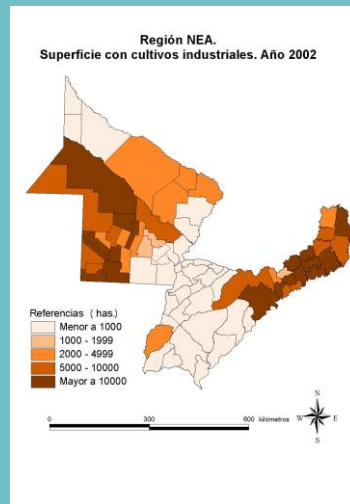 Región NEA.
Superficie con cultivos industriales. Año 2002
Referencias ( has.)
Menor a 1000
1000 - 1999
2000 - 4999
5000 - 10000
Mayor a 10000
0 300 600 kilómetros
N
W E
S